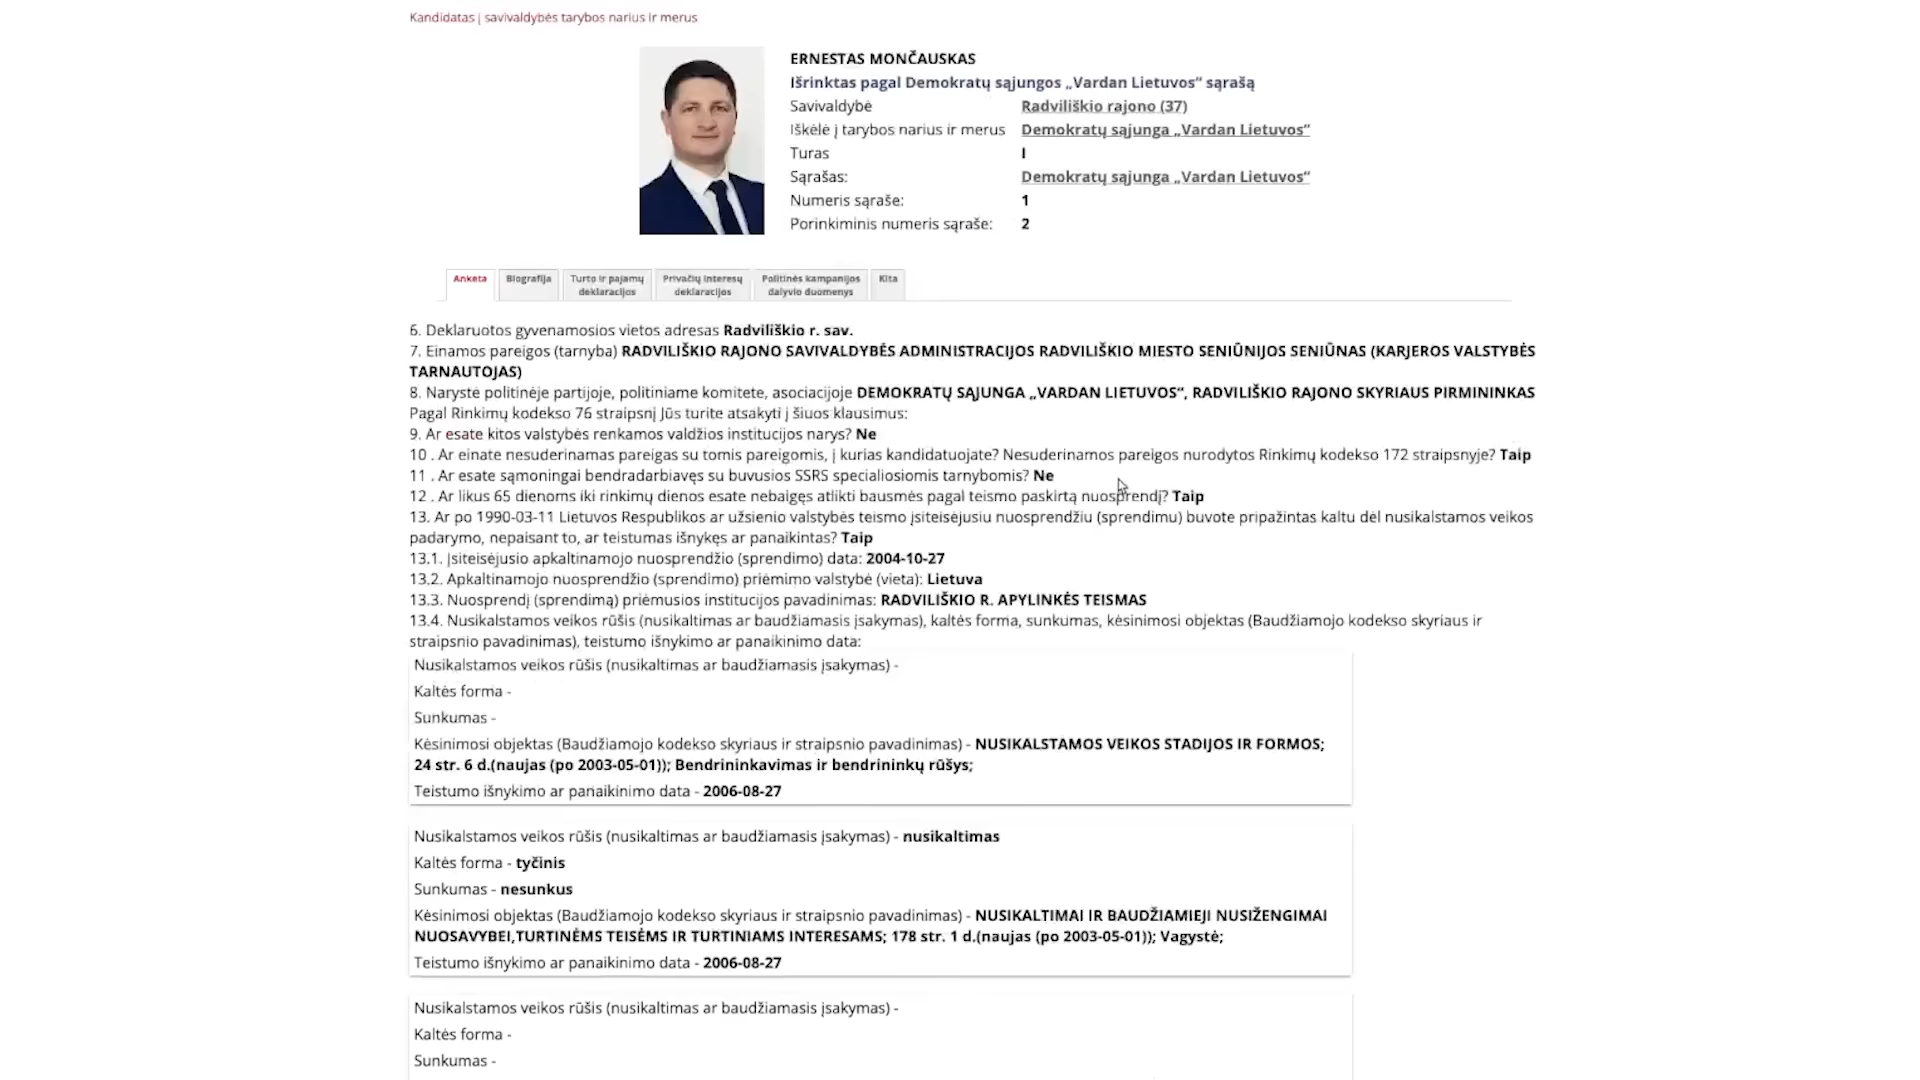 Kandidatas į savivaldybės tarybos narius ir merus
ERNESTAS MONČAUSKAS
Išrinktas pagal Demokratų sąjungos „Vardan Lietuvos“ sąrašą
Savivaldybė Radviliškio rajono (37)
Iškėlė į tarybos narius ir merus Demokratų sąjunga „Vardan Lietuvos“
Turas I
Sąrašas: Demokratų sąjunga „Vardan Lietuvos“
Numeris sąraše: 1
Porinkiminis numeris sąraše: 2
Anketa Biografija Turto ir pajamų deklaracijos Privačių interesų deklaracijos Politinės kampanijos dalyvio duomenys Kita
6. Deklaruotos gyvenamosios vietos adresas Radviliškio r. sav.
7. Einamos pareigos (tarnyba) RADVILIŠKIO RAJONO SAVIVALDYBĖS ADMINISTRACIJOS RADVILIŠKIO MIESTO SENIŪNIJOS SENIŪNAS (KARJEROS VALSTYBĖS
TARNAUTOJAS)
8. Narystė politinėje partijoje, politiniame komitete, asociacijoje DEMOKRATŲ SĄJUNGA „VARDAN LIETUVOS“, RADVILIŠKIO RAJONO SKYRIAUS PIRMININKAS
Pagal Rinkimų kodekso 76 straipsnį Jūs turite atsakyti į šiuos klausimus:
9. Ar esate kitos valstybės renkamos valdžios institucijos narys? Ne
10 . Ar einate nesuderinamas pareigas su tomis pareigomis, į kurias kandidatuojate? Nesuderinamos pareigos nurodytos Rinkimų kodekso 172 straipsnyje? Taip
11 . Ar esate sąmoningai bendradarbiavęs su buvusios SSRS specialiosiomis tarnybomis? Ne
12 . Ar likus 65 dienoms iki rinkimų dienos esate nebaigęs atlikti bausmės pagal teismo paskirtą nuosprendį? Taip
13. Ar po 1990-03-11 Lietuvos Respublikos ar užsienio valstybės teismo įsiteisėjusiu nuosprendžiu (sprendimu) buvote pripažintas kaltu dėl nusikalstamos veikos
padarymo, nepaisant to, ar teistumas išnykęs ar panaikintas? Taip
13.1. Įsiteisėjusio apkaltinamojo nuosprendžio (sprendimo) data: 2004-10-27
13.2. Apkaltinamojo nuosprendžio (sprendimo) priėmimo valstybė (vieta): Lietuva
13.3. Nuosprendį (sprendimą) priėmusios institucijos pavadinimas: RADVILIŠKIO R. APYLINKĖS TEISMAS
13.4. Nusikalstamos veikos rūšis (nusikaltimas ar baudžiamasis įsakymas), kaltės forma, sunkumas, kėsinimosi objektas (Baudžiamojo kodekso skyriaus ir
straipsnio pavadinimas), teistumo išnykimo ar panaikinimo data:
Nusikalstamos veikos rūšis (nusikaltimas ar baudžiamasis įsakymas) -
Kaltės forma -
Sunkumas -
Kėsinimosi objektas (Baudžiamojo kodekso skyriaus ir straipsnio pavadinimas) - NUSIKALSTAMOS VEIKOS STADIJOS IR FORMOS;
24 str. 6 d.(naujas (po 2003-05-01)); Bendrininkavimas ir bendrininkų rūšys;
Teistumo išnykimo ar panaikinimo data - 2006-08-27
Nusikalstamos veikos rūšis (nusikaltimas ar baudžiamasis įsakymas) - nusikaltimas
Kaltės forma - tyčinis
Sunkumas - nesunkus
Kėsinimosi objektas (Baudžiamojo kodekso skyriaus ir straipsnio pavadinimas) - NUSIKALTIMAI IR BAUDŽIAMIEJI NUSIŽENGIMAI
NUOSAVYBEI,TURTINĖMS TEISĖMS IR TURTINIAMS INTERESAMS; 178 str. 1 d.(naujas (po 2003-05-01)); Vagystė;
Teistumo išnykimo ar panaikinimo data - 2006-08-27
Nusikalstamos veikos rūšis (nusikaltimas ar baudžiamasis įsakymas) -
Kaltės forma -
Sunkumas -